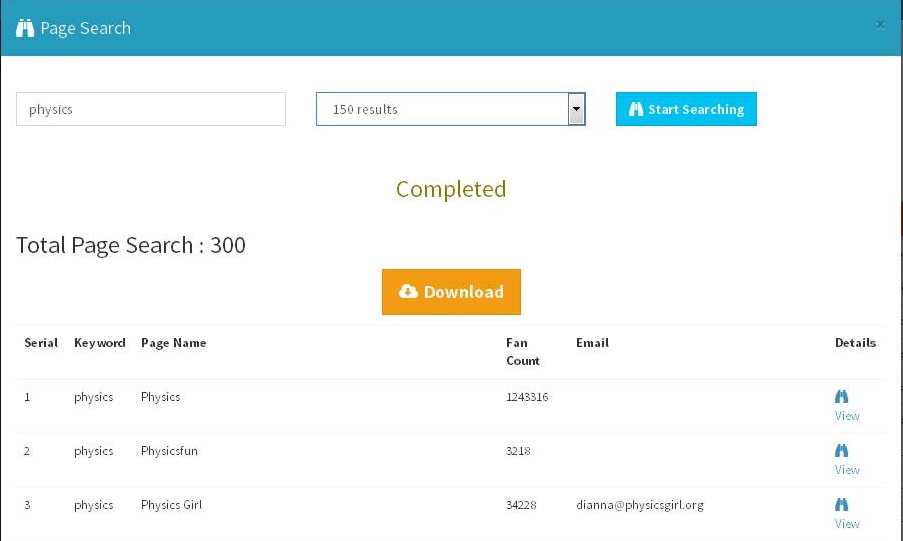 Page Search
×
physics
150 results
Start Searching
Completed
Total Page Search : 300
Download
Serial Keyword Page Name Fan Count Email Details
1 physics Physics 1243316
View
2 physics Physicsfun 3218
View
3 physics Physics Girl 34228 dianna@physicsgirl.org
View